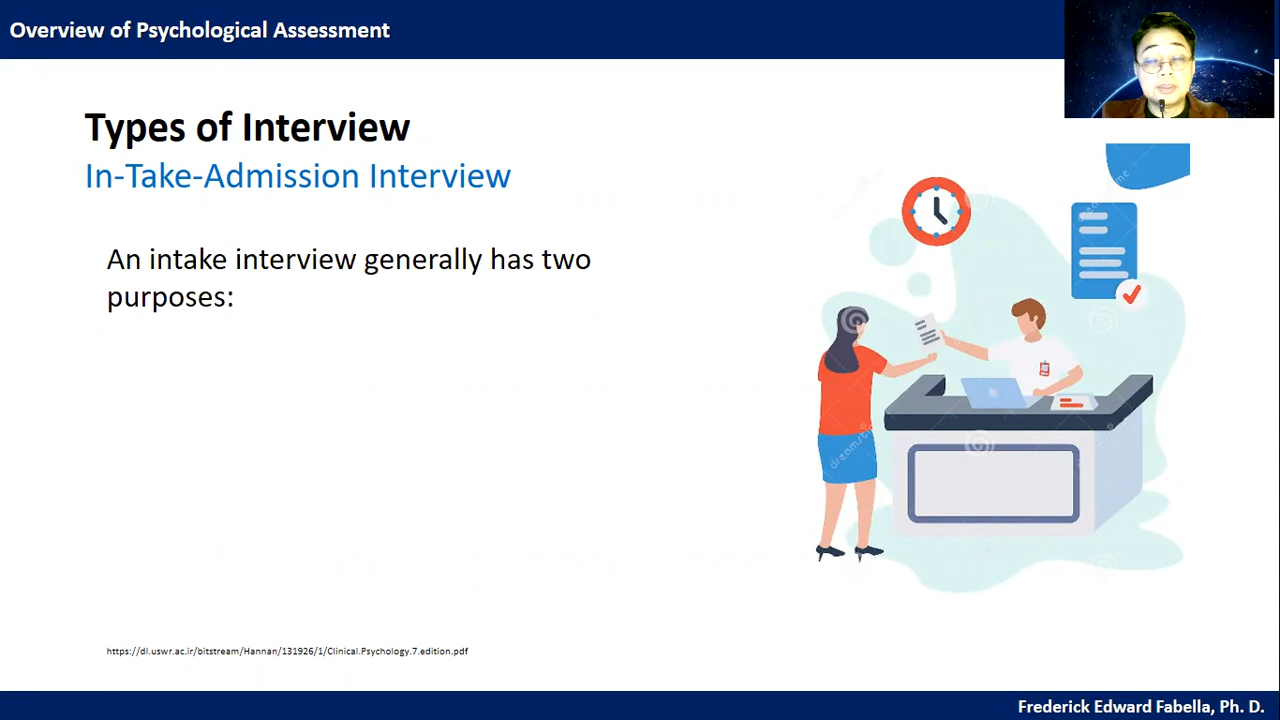 Overview of Psychological Assessment
Types of Interview
In-Take-Admission Interview
An intake interview generally has two
purposes:
dreamstime
https://dl.uswr.ac.ir/bitstream/Hannan/131926/1/Clinical.Psychology.7.edition.pdf
Frederick Edward Fabella, Ph. D.